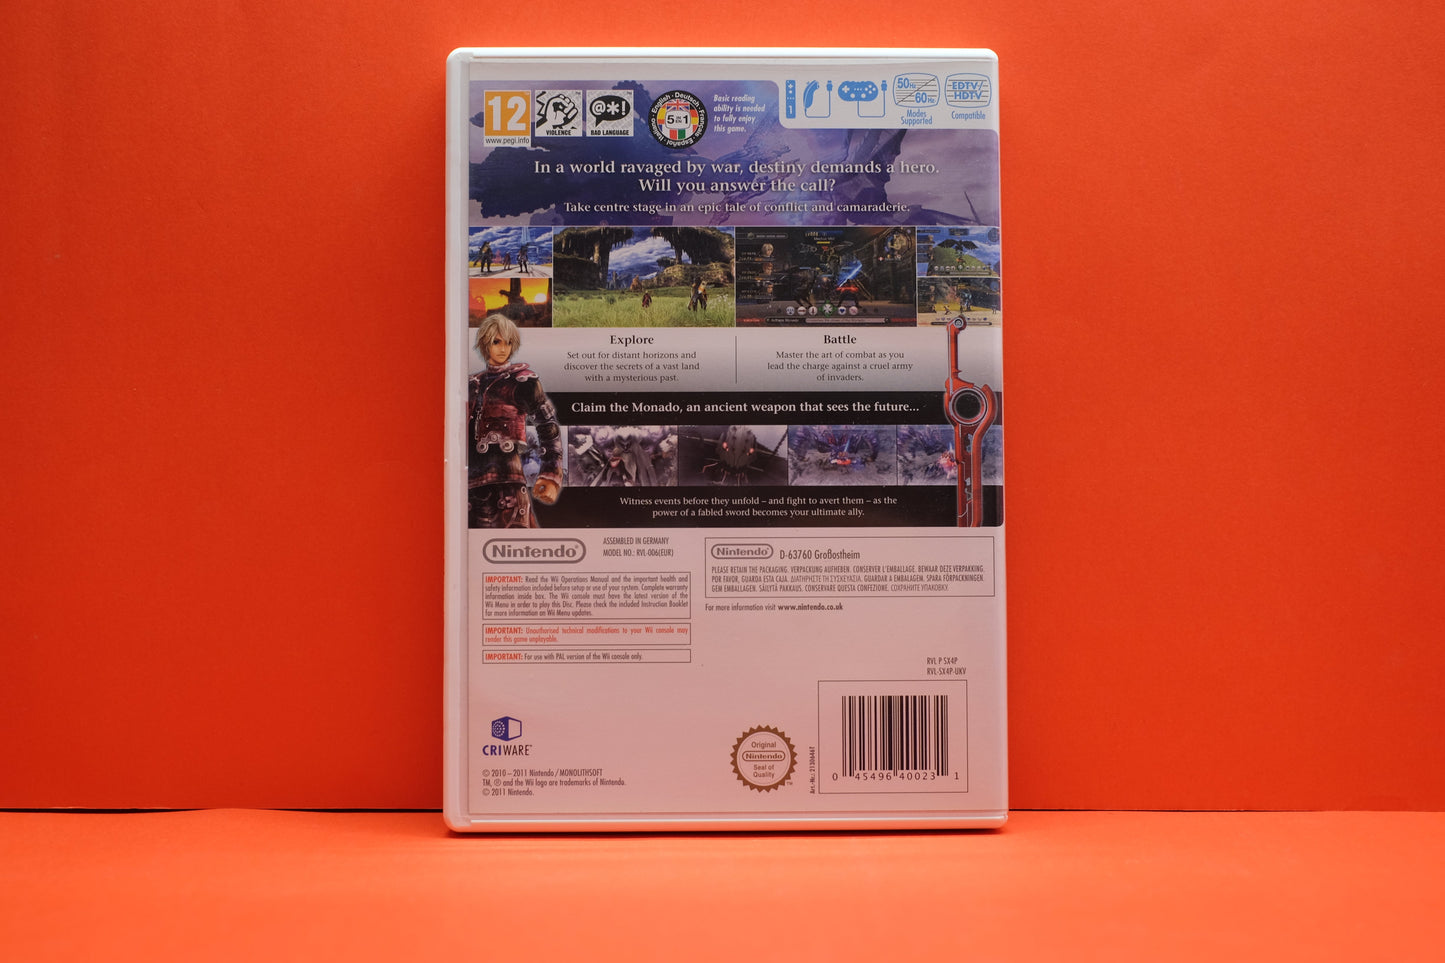 12
www.pegi.info
VIOLENCE
@*!
BAD LANGUAGE
English · Deutsch · Français · Español · Italiano
5 IN 1
Basic reading
ability is needed
to fully enjoy
this game.
1
50Hz
60Hz
Modes
Supported
EDTV/
HDTV
Compatible
In a world ravaged by war, destiny demands a hero.
Will you answer the call?
Take centre stage in an epic tale of conflict and camaraderie.
Explore
Set out for distant horizons and
discover the secrets of a vast land
with a mysterious past.
Battle
Master the art of combat as you
lead the charge against a cruel army
of invaders.
Claim the Monado, an ancient weapon that sees the future...
Witness events before they unfold – and fight to avert them – as the
power of a fabled sword becomes your ultimate ally.
Nintendo
ASSEMBLED IN GERMANY
MODEL NO.: RVL-006(EUR)
IMPORTANT: Read the Wii Operations Manual and the important health and
safety information included before setup or use of your system. Complete warranty
information inside box. The Wii console must have the latest version of the
Wii Menu in order to play this Disc. Please check the included Instruction Booklet
for more information on Wii Menu updates.
IMPORTANT: Unauthorised technical modifications to your Wii console may
render this game unplayable.
IMPORTANT: For use with PAL version of the Wii console only.
Nintendo D-63760 Großostheim
PLEASE RETAIN THE PACKAGING. VERPACKUNG AUFHEBEN. CONSERVER L'EMBALLAGE. BEWAAR DEZE VERPAKKING.
POR FAVOR, GUARDA ESTA CAJA. ΔΙΑΤΗΡΗΣΤΕ ΤΗ ΣΥΣΚΕΥΑΣΙΑ. GUARDAR A EMBALAGEM. SPARA FÖRPACKNINGEN.
GEM EMBALLAGEN. SÄILYTÄ PAKKAUS. CONSERVARE QUESTA CONFEZIONE. СОХРАНИТЕ УПАКОВКУ.
For more information visit www.nintendo.co.uk
RVL P SX4P
RVL-SX4P-UKV
CRIWARE™
© 2010 – 2011 Nintendo / MONOLITHSOFT
TM, ® and the Wii logo are trademarks of Nintendo.
© 2011 Nintendo.
Original
Nintendo
Seal of
Quality
TM
0 45496 40023 1